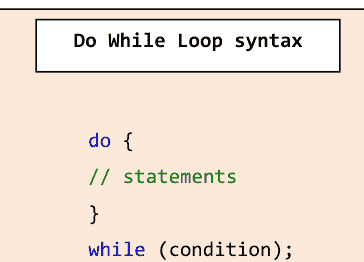 Do While Loop syntax
do {
// statements
}
while (condition);